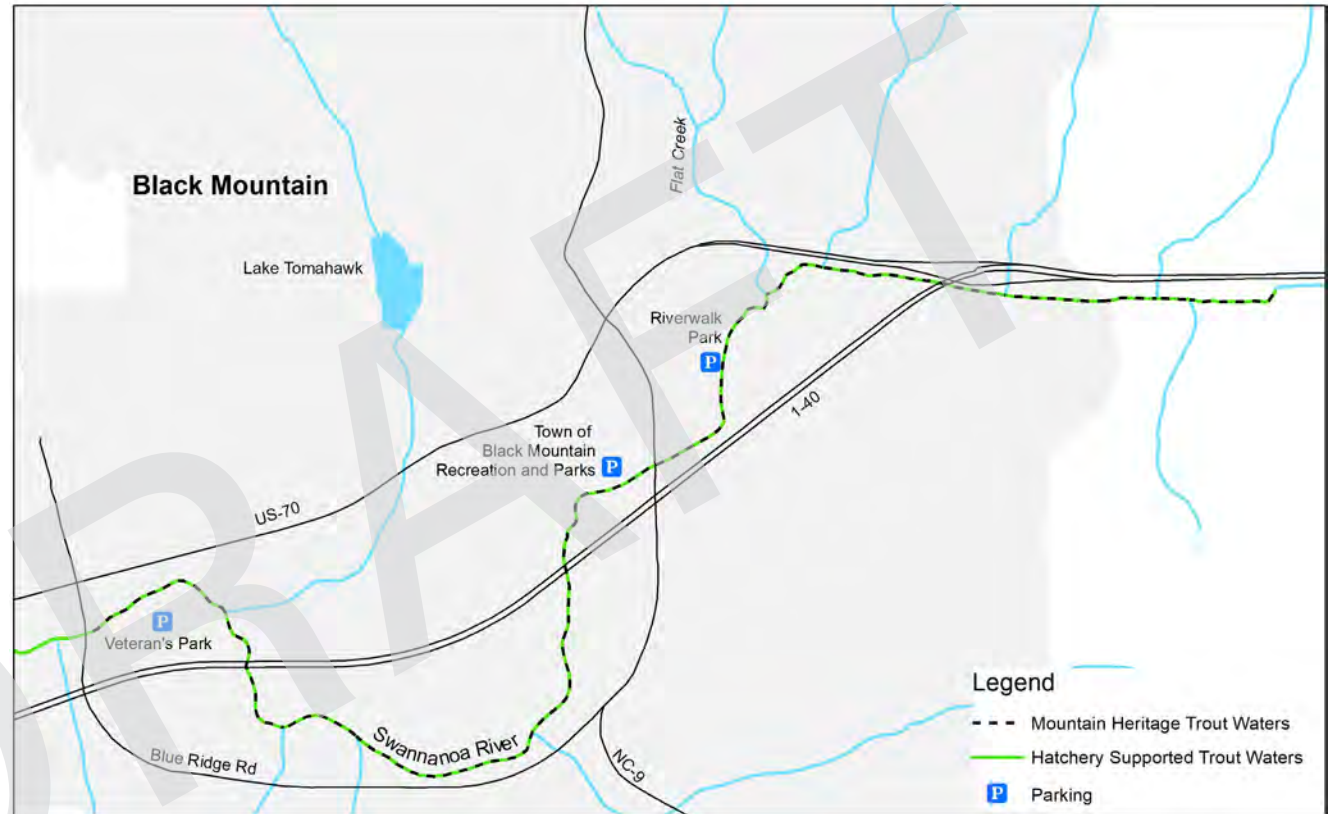 Black Mountain
Flat Creek
Lake Tomahawk
Riverwalk
Park
P
1-40
Town of
Black Mountain
Recreation and Parks
P
US-70
P
Veteran's Park
Swannanoa River
Blue Ridge Rd
NC-9
Legend
Mountain Heritage Trout Waters
Hatchery Supported Trout Waters
P Parking
DRAFT